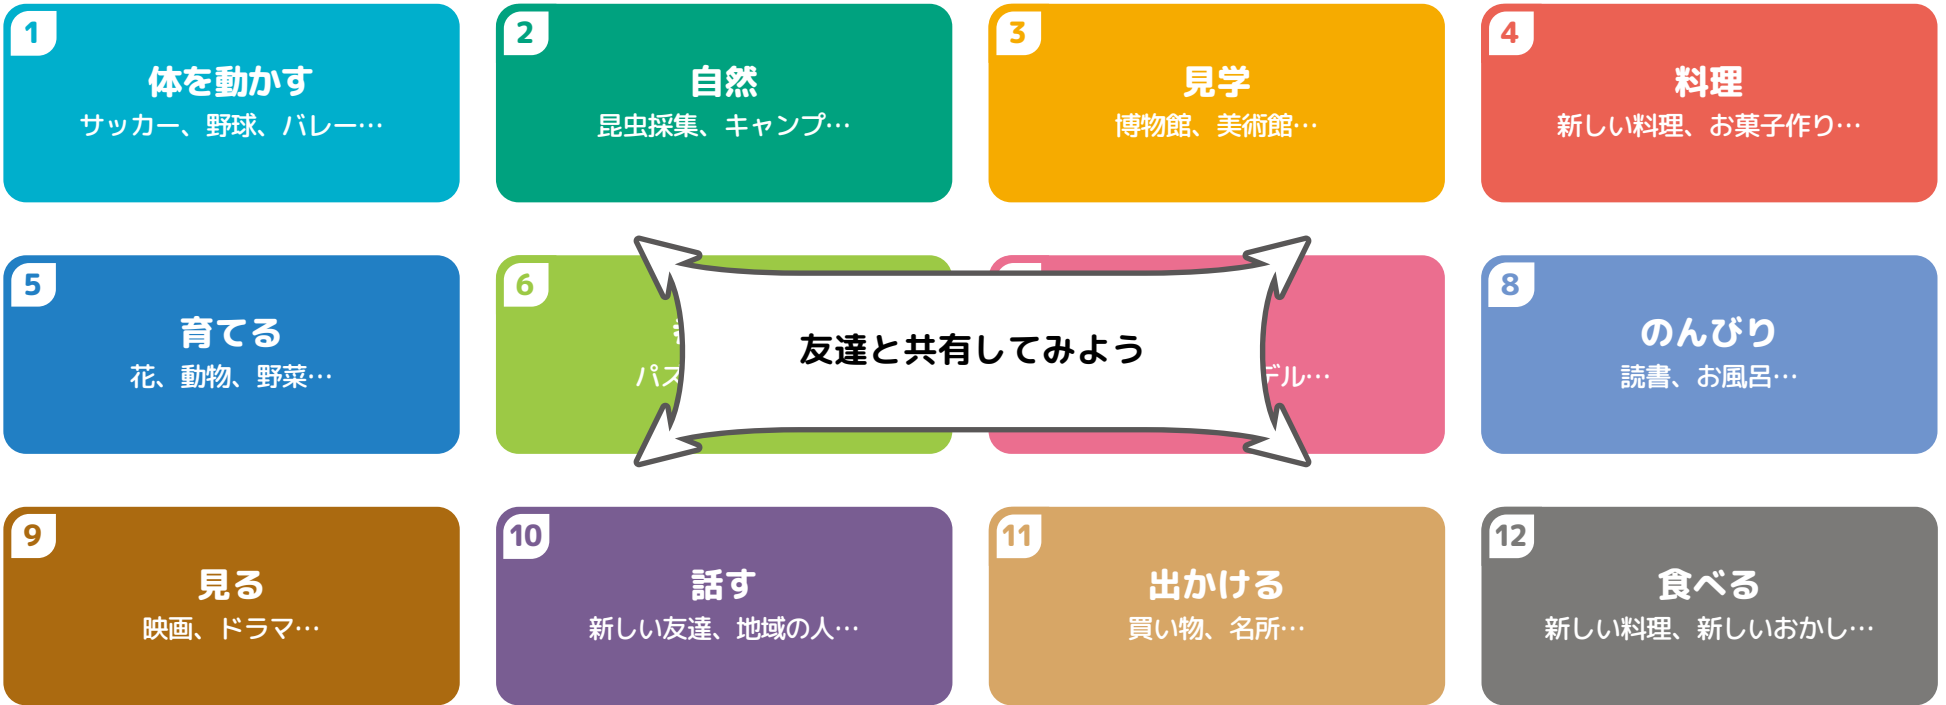 1
体を動かす
サッカー、野球、バレー…
2
自然
昆虫採集、キャンプ…
3
見学
博物館、美術館…
4
料理
新しい料理、お菓子作り…
5
育てる
花、動物、野菜…
6
パス
友達と共有してみよう
デル…
8
のんびり
読書、お風呂…
9
見る
映画、ドラマ…
10
話す
新しい友達、地域の人…
11
出かける
買い物、名所…
12
食べる
新しい料理、新しいおかし…